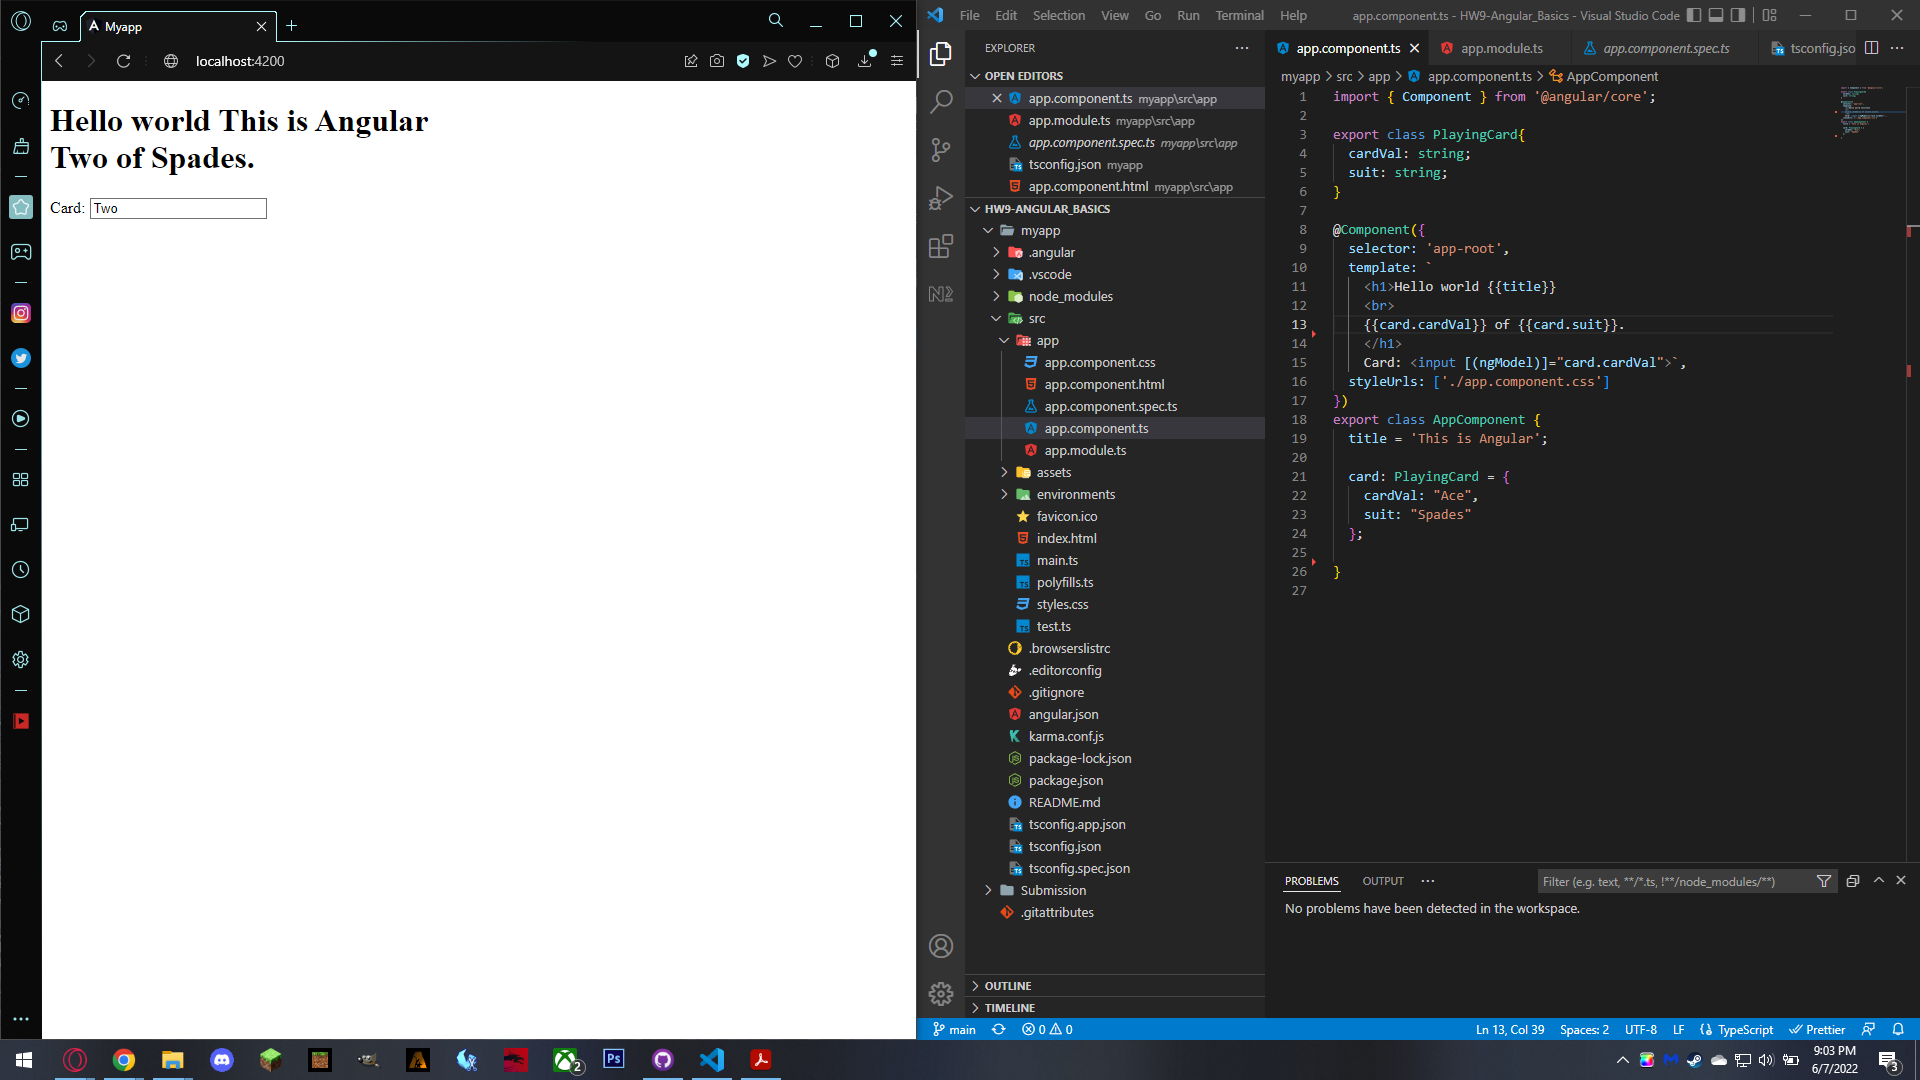 Myapp
localhost:4200
Hello world This is Angular
Two of Spades.
Card: Two
File Edit Selection View Go Run Terminal Help
app.component.ts - HW9-Angular_Basics - Visual Studio Code
EXPLORER
OPEN EDITORS
app.component.ts myapp\src\app
app.module.ts myapp\src\app
app.component.spec.ts myapp\src\app
tsconfig.json myapp
app.component.html myapp\src\app
HW9-ANGULAR_BASICS
myapp
.angular
.vscode
node_modules
src
app
app.component.css
app.component.html
app.component.spec.ts
app.component.ts
app.module.ts
assets
environments
favicon.ico
index.html
main.ts
polyfills.ts
styles.css
test.ts
.browserslistrc
.editorconfig
.gitignore
angular.json
karma.conf.js
package-lock.json
package.json
README.md
tsconfig.app.json
tsconfig.json
tsconfig.spec.json
Submission
.gitattributes
OUTLINE
TIMELINE
app.component.ts app.module.ts app.component.spec.ts tsconfig.jso
myapp > src > app > app.component.ts > AppComponent
1 import { Component } from '@angular/core';
2
3 export class PlayingCard{
4 cardVal: string;
5 suit: string;
6 }
7
8 @Component({
9 selector: 'app-root',
10 template: `
11 <h1>Hello world {{title}}
12 <br>
13 {{card.cardVal}} of {{card.suit}}.
14 </h1>
15 Card: <input [(ngModel)]="card.cardVal">`,
16 styleUrls: ['./app.component.css']
17 })
18 export class AppComponent {
19 title = 'This is Angular';
20
21 card: PlayingCard = {
22 cardVal: "Ace",
23 suit: "Spades"
24 };
25
26 }
27
PROBLEMS OUTPUT
Filter (e.g. text, **/*.ts, !**/node_modules/**)
No problems have been detected in the workspace.
main 0 0 Ln 13, Col 39 Spaces: 2 UTF-8 LF TypeScript Prettier
Ps 2
9:03 PM
6/7/2022
3